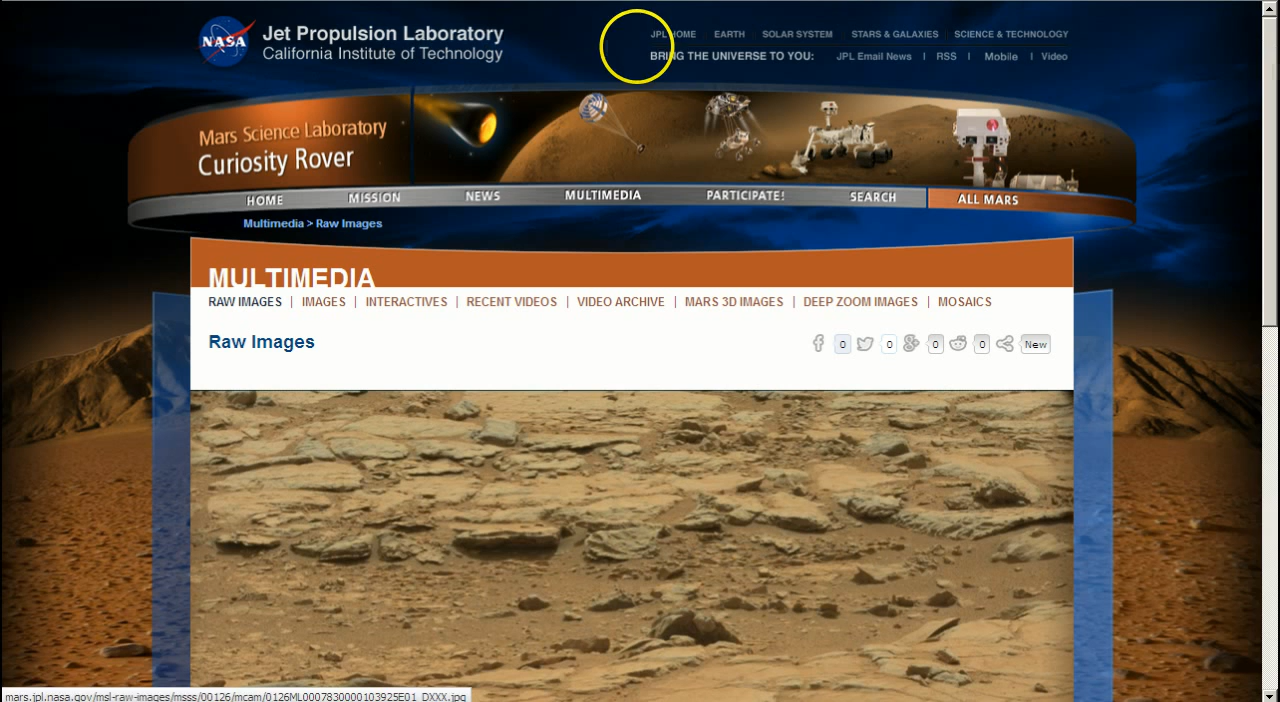 NASA
Jet Propulsion Laboratory
California Institute of Technology
JPL HOME EARTH SOLAR SYSTEM STARS & GALAXIES SCIENCE & TECHNOLOGY
BRING THE UNIVERSE TO YOU: JPL Email News | RSS | Mobile | Video
Mars Science Laboratory
Curiosity Rover
HOME MISSION NEWS MULTIMEDIA PARTICIPATE! SEARCH ALL MARS
Multimedia > Raw Images
MULTIMEDIA
RAW IMAGES | IMAGES | INTERACTIVES | RECENT VIDEOS | VIDEO ARCHIVE | MARS 3D IMAGES | DEEP ZOOM IMAGES | MOSAICS
Raw Images
0 0 0 0 New
mars.jpl.nasa.gov/msl-raw-images/msss/00126/mcam/0126ML0007830000103925E01_DXXX.jpg